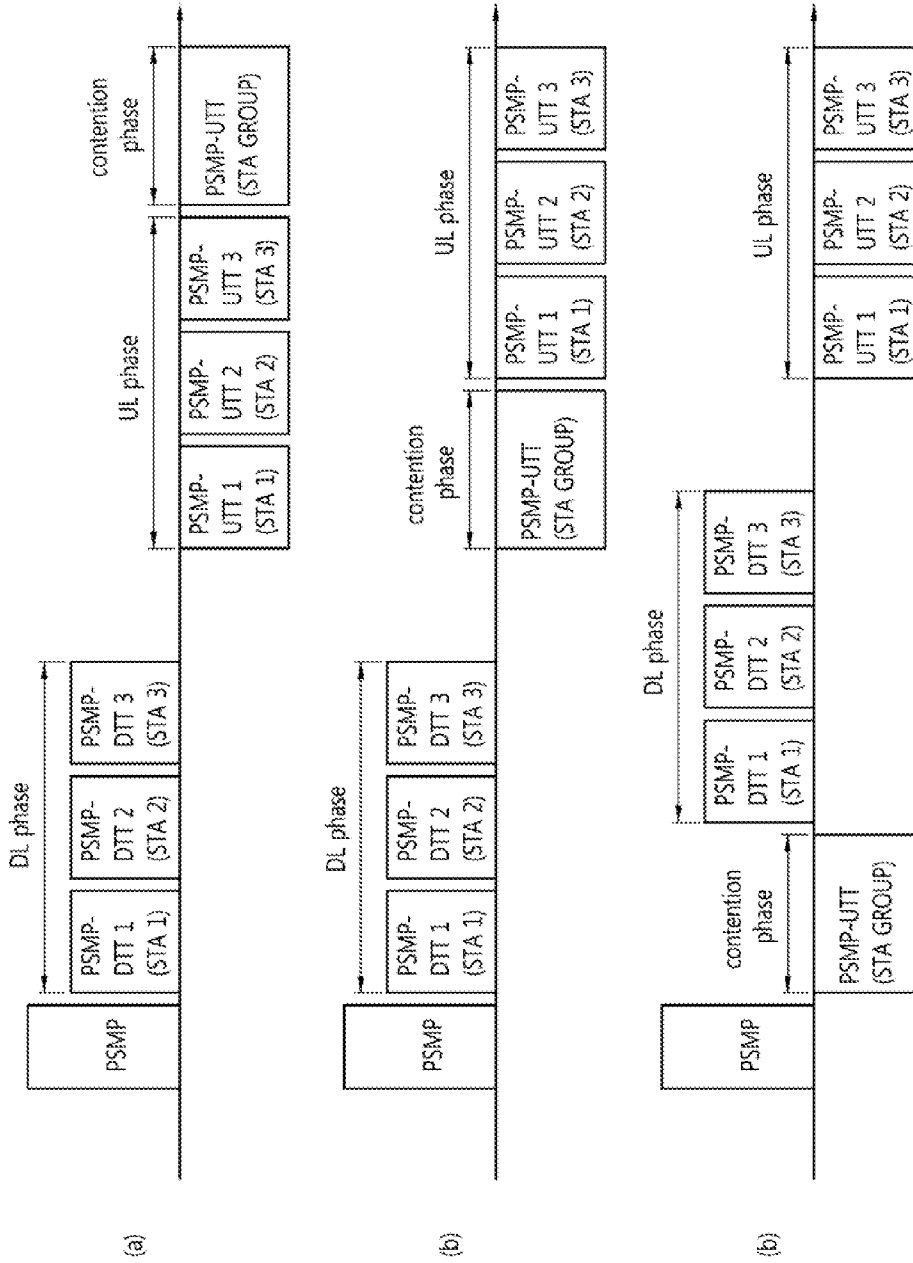 (a)
PSMP
DL phase
PSMP-
DTT 1
(STA 1)
PSMP-
DTT 2
(STA 2)
PSMP-
DTT 3
(STA 3)
UL phase
PSMP-
UTT 1
(STA 1)
PSMP-
UTT 2
(STA 2)
PSMP-
UTT 3
(STA 3)
contention
phase
PSMP-UTT
(STA GROUP)
(b)
PSMP
DL phase
PSMP-
DTT 1
(STA 1)
PSMP-
DTT 2
(STA 2)
PSMP-
DTT 3
(STA 3)
contention
phase
PSMP-UTT
(STA GROUP)
UL phase
PSMP-
UTT 1
(STA 1)
PSMP-
UTT 2
(STA 2)
PSMP-
UTT 3
(STA 3)
(b)
PSMP
contention
phase
PSMP-UTT
(STA GROUP)
DL phase
PSMP-
DTT 1
(STA 1)
PSMP-
DTT 2
(STA 2)
PSMP-
DTT 3
(STA 3)
UL phase
PSMP-
UTT 1
(STA 1)
PSMP-
UTT 2
(STA 2)
PSMP-
UTT 3
(STA 3)